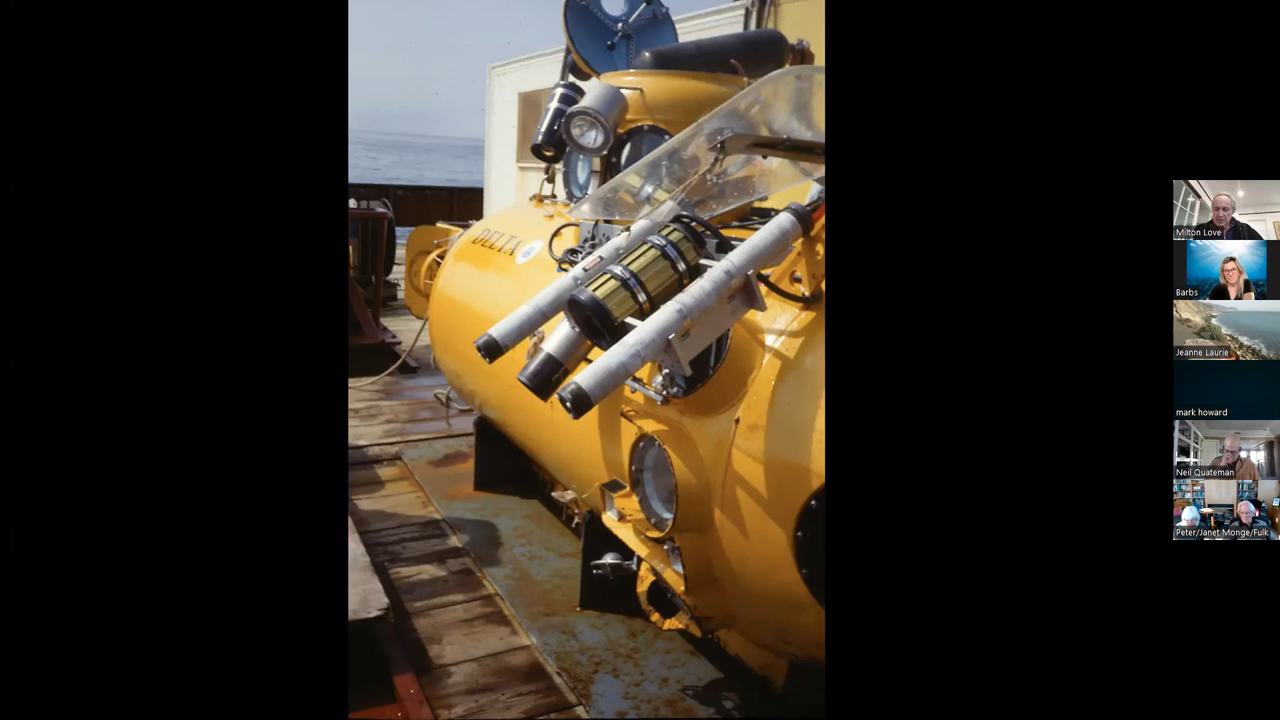 DELTA
Milton Love
Barbs
Jeanne Laurie
mark howard
Neil Quateman
Peter/Janet Monge/Fulk